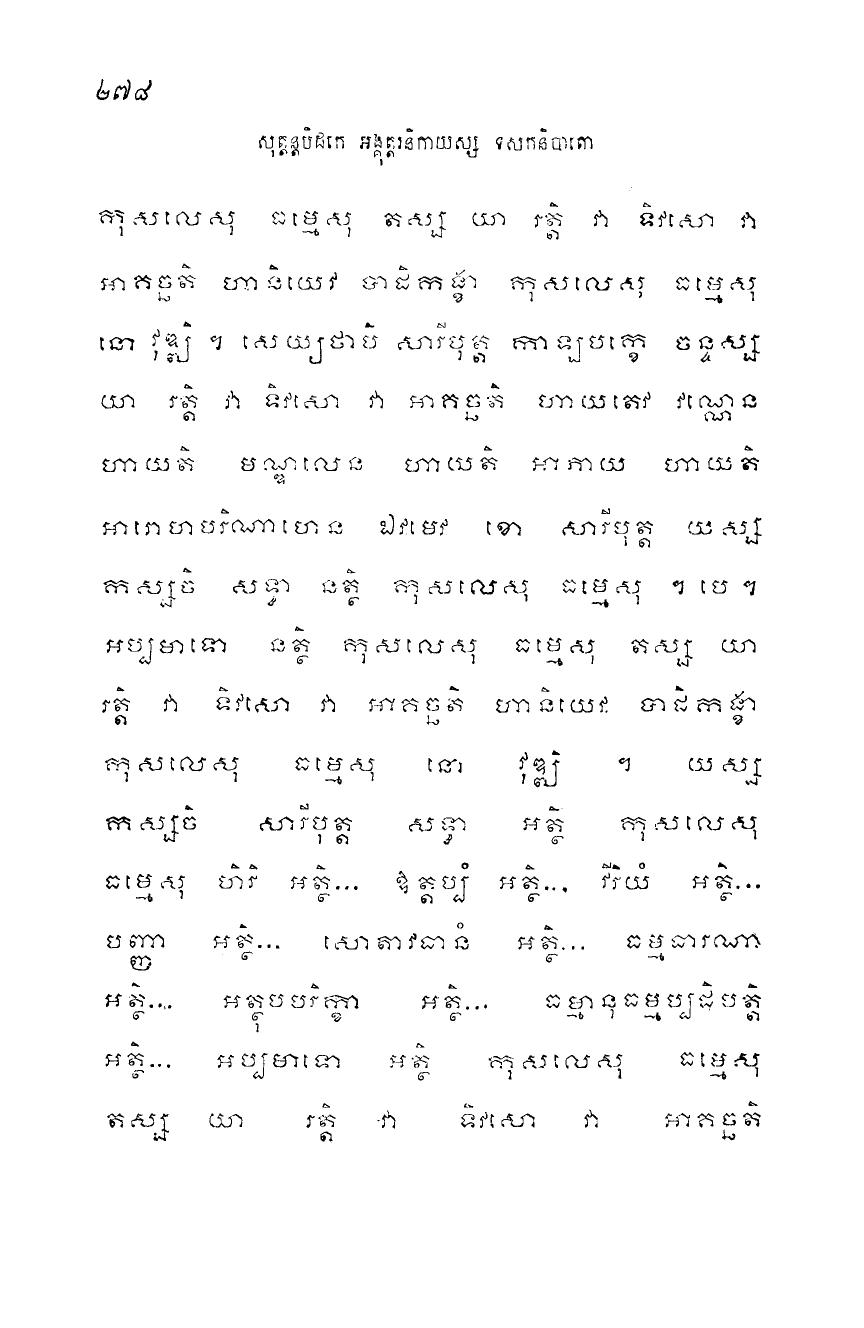 ២៧៨
សុត្តន្តបិដកេ អង្គុត្តរនិកាយស្ស ទសកនិបាតោ
កុសលេសុ ធម្មេសុ តស្ស យា រត្តិ វា ទិវសោ វា
អាគច្ឆតិ ហានិយេវ បាដិកង្ខា កុសលេសុ ធម្មេសុ
នោ វុឌ្ឍិ ។ សេយ្យថាបិ សារីបុត្ត កាឡបក្ខេ ចន្ទស្ស
យា រត្តិ វា ទិវសោ វា អាគច្ឆតិ ហាយតេវ វណ្ណេន
ហាយតិ មណ្ឌលេន ហាយតិ អាភាយ ហាយតិ
អារោហបរិណាហេន ឯវមេវ ខោ សារីបុត្ត យស្ស
កស្សចិ សទ្ធា នត្ថិ កុសលេសុ ធម្មេសុ ។ បេ ។
អប្បមាទោ នត្ថិ កុសលេសុ ធម្មេសុ តស្ស យា
រត្តិ វា ទិវសោ វា អាគច្ឆតិ ហានិយេវ បាដិកង្ខា
កុសលេសុ ធម្មេសុ នោ វុឌ្ឍិ ។ យស្ស
កស្សចិ សារីបុត្ត សទ្ធា អត្ថិ កុសលេសុ
ធម្មេសុ ហិរិ អត្ថិ... ឱត្តប្បំ អត្ថិ... វីរិយំ អត្ថិ...
បញ្ញា អត្ថិ... សោតាវធានំ អត្ថិ... ធម្មធារណា
អត្ថិ... អត្ថុបបរិក្ខា អត្ថិ... ធម្មានុធម្មប្បដិបត្តិ
អត្ថិ... អប្បមាទោ អត្ថិ កុសលេសុ ធម្មេសុ
តស្ស យា រត្តិ វា ទិវសោ វា អាគច្ឆតិ